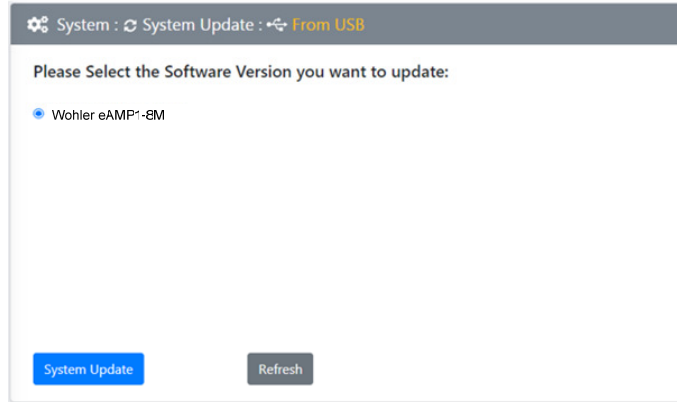 System : System Update : From USB
Please Select the Software Version you want to update:
Wohler eAMP1-8M
System Update
Refresh